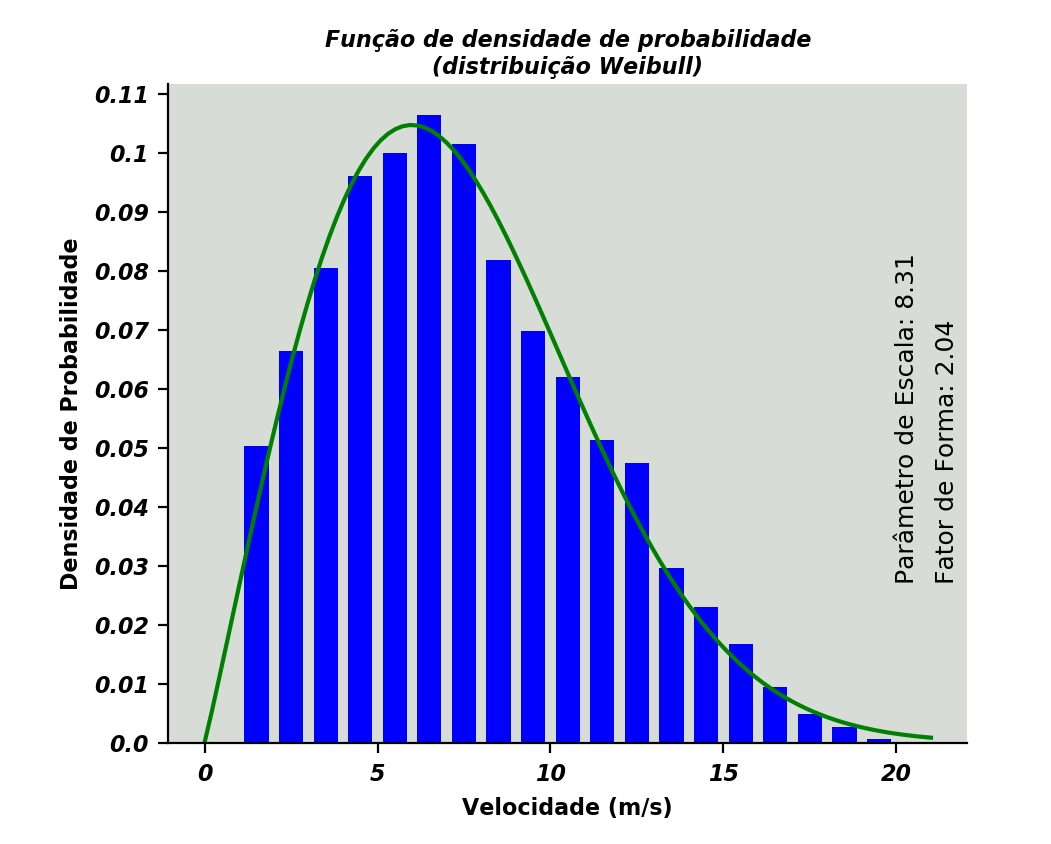 Função de densidade de probabilidade
(distribuição Weibull)
0.11
0.1
0.09
0.08
0.07
0.06
0.05
0.04
0.03
0.02
0.01
0.0
Densidade de Probabilidade
Parâmetro de Escala: 8.31
Fator de Forma: 2.04
0
5
10
15
20
Velocidade (m/s)